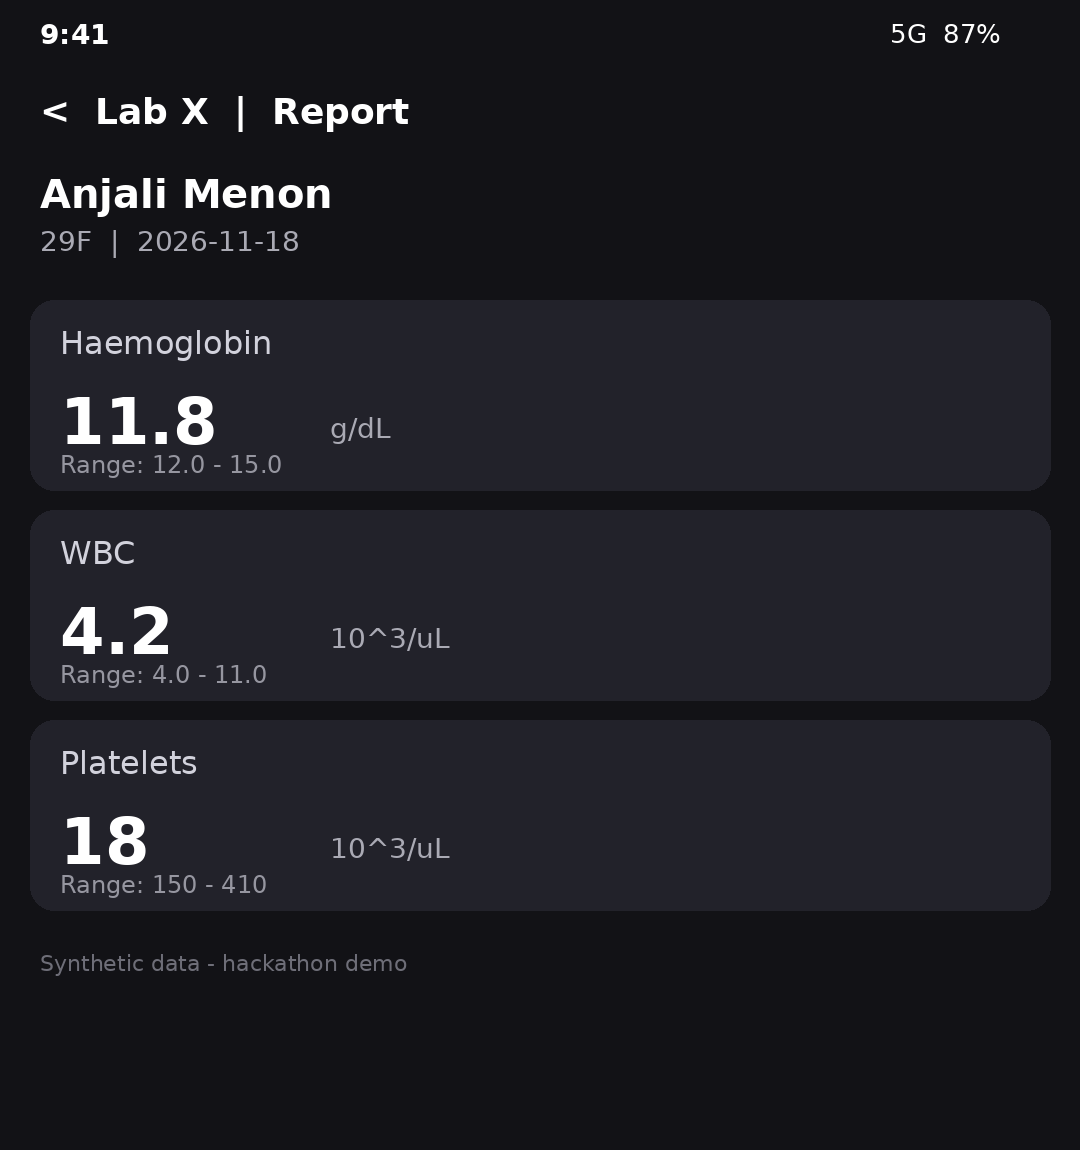 9:41 5G 87%
< Lab X | Report
Anjali Menon
29F | 2026-11-18
Haemoglobin
11.8 g/dL
Range: 12.0 - 15.0
WBC
4.2 10^3/uL
Range: 4.0 - 11.0
Platelets
18 10^3/uL
Range: 150 - 410
Synthetic data - hackathon demo